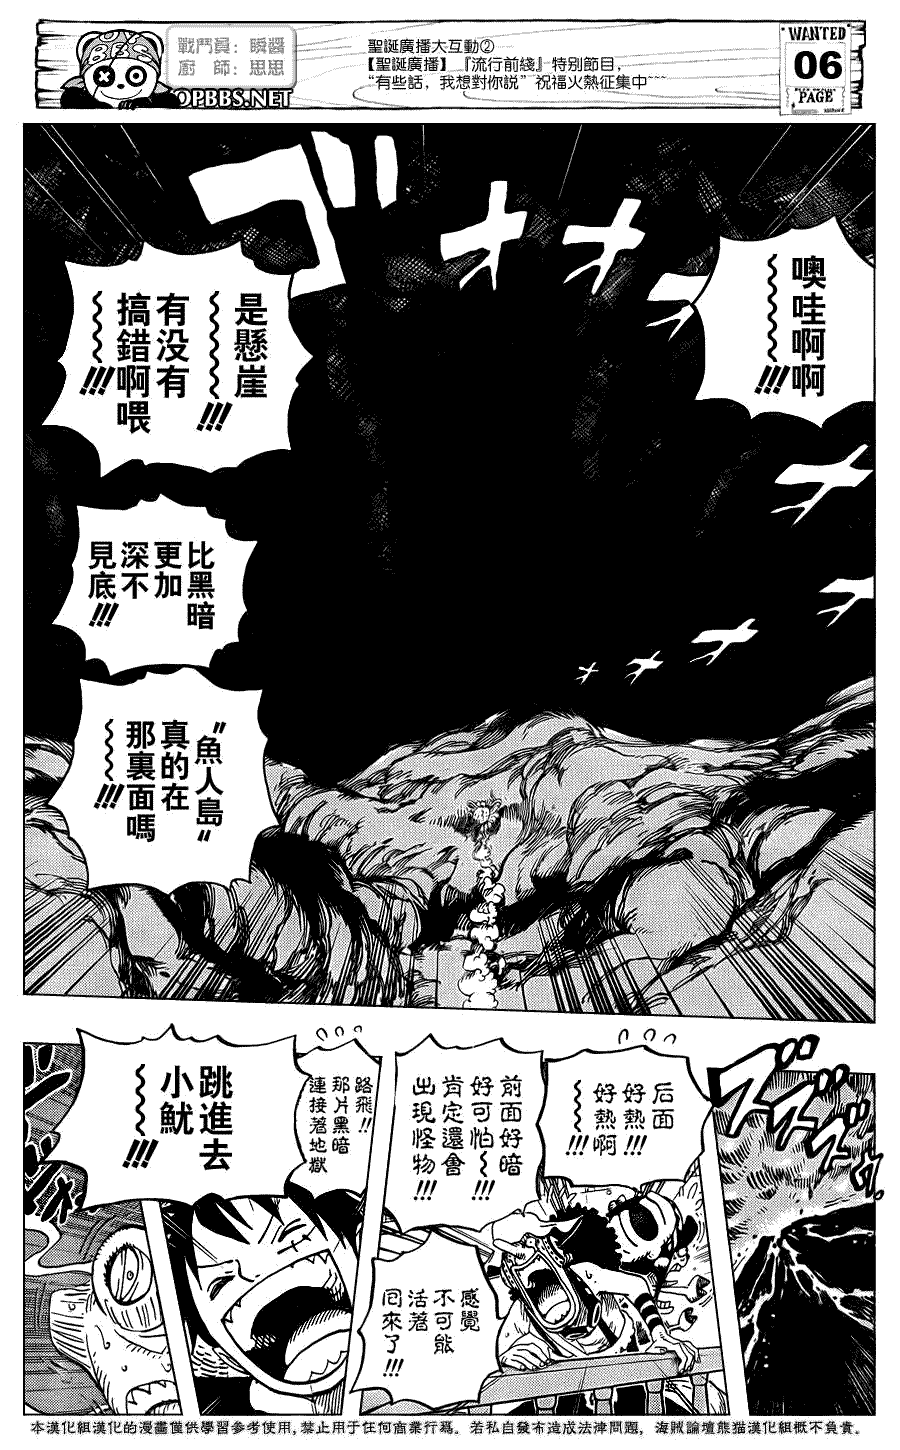 戰鬥員：瞬醬
廚　師：思思
OPBBS.NET
聖誕廣播大互動②
【聖誕廣播】『流行前綫』特别節目，
“有些話，我想對你説”祝福火熱征集中~~~
WANTED
06
PAGE
噢哇啊啊
～～～!!!
ゴ
是懸崖
～～～!!!
有没有
搞錯啊喂
～～～!!!
比黑暗
更加
深不
見底!!!
“魚人島”
真的在
那裏面嗎
～～～!!!
ズズズ…
后面
好熱!!!
好熱啊
～!!!
前面好暗
好可怕～!!!
肯定還會
出現怪物
!!!
感覺
不可能
活着
回來了!!!
路飛!!
那片黑暗
連接着地獄
跳進去
小魷
～～～!!!
本漢化組漢化的漫畫僅供學習參考使用,禁止用于任何商業行爲。若私自發布造成法律問題，海賊論壇熊猫漢化組概不負責。